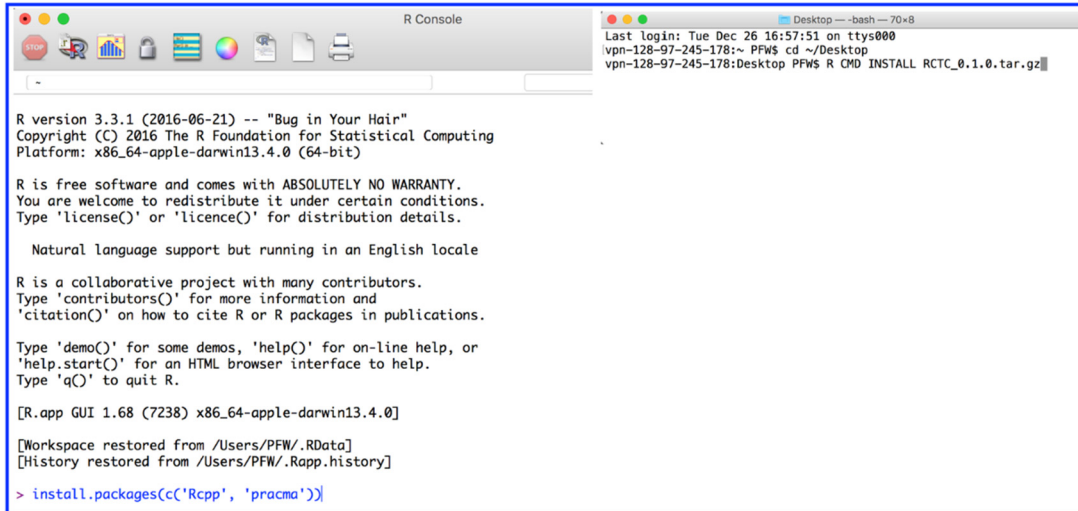 R Console
STOP
~
R version 3.3.1 (2016-06-21) -- "Bug in Your Hair"
Copyright (C) 2016 The R Foundation for Statistical Computing
Platform: x86_64-apple-darwin13.4.0 (64-bit)
R is free software and comes with ABSOLUTELY NO WARRANTY.
You are welcome to redistribute it under certain conditions.
Type 'license()' or 'licence()' for distribution details.
Natural language support but running in an English locale
R is a collaborative project with many contributors.
Type 'contributors()' for more information and
'citation()' on how to cite R or R packages in publications.
Type 'demo()' for some demos, 'help()' for on-line help, or
'help.start()' for an HTML browser interface to help.
Type 'q()' to quit R.
[R.app GUI 1.68 (7238) x86_64-apple-darwin13.4.0]
[Workspace restored from /Users/PFW/.RData]
[History restored from /Users/PFW/.Rapp.history]
> install.packages(c('Rcpp', 'pracma'))
Desktop — -bash — 70×8
Last login: Tue Dec 26 16:57:51 on ttys000
[vpn-128-97-245-178:~ PFW$ cd ~/Desktop
vpn-128-97-245-178:Desktop PFW$ R CMD INSTALL RCTC_0.1.0.tar.gz